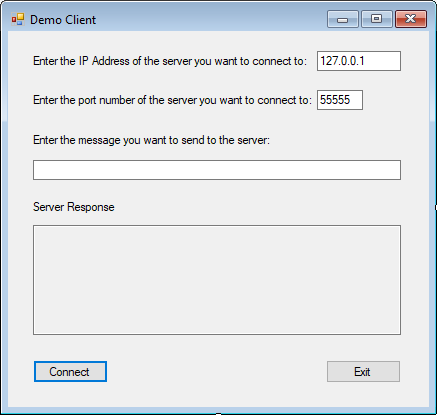 Demo Client
Enter the IP Address of the server you want to connect to: 127.0.0.1
Enter the port number of the server you want to connect to: 55555
Enter the message you want to send to the server:
Server Response
Connect Exit